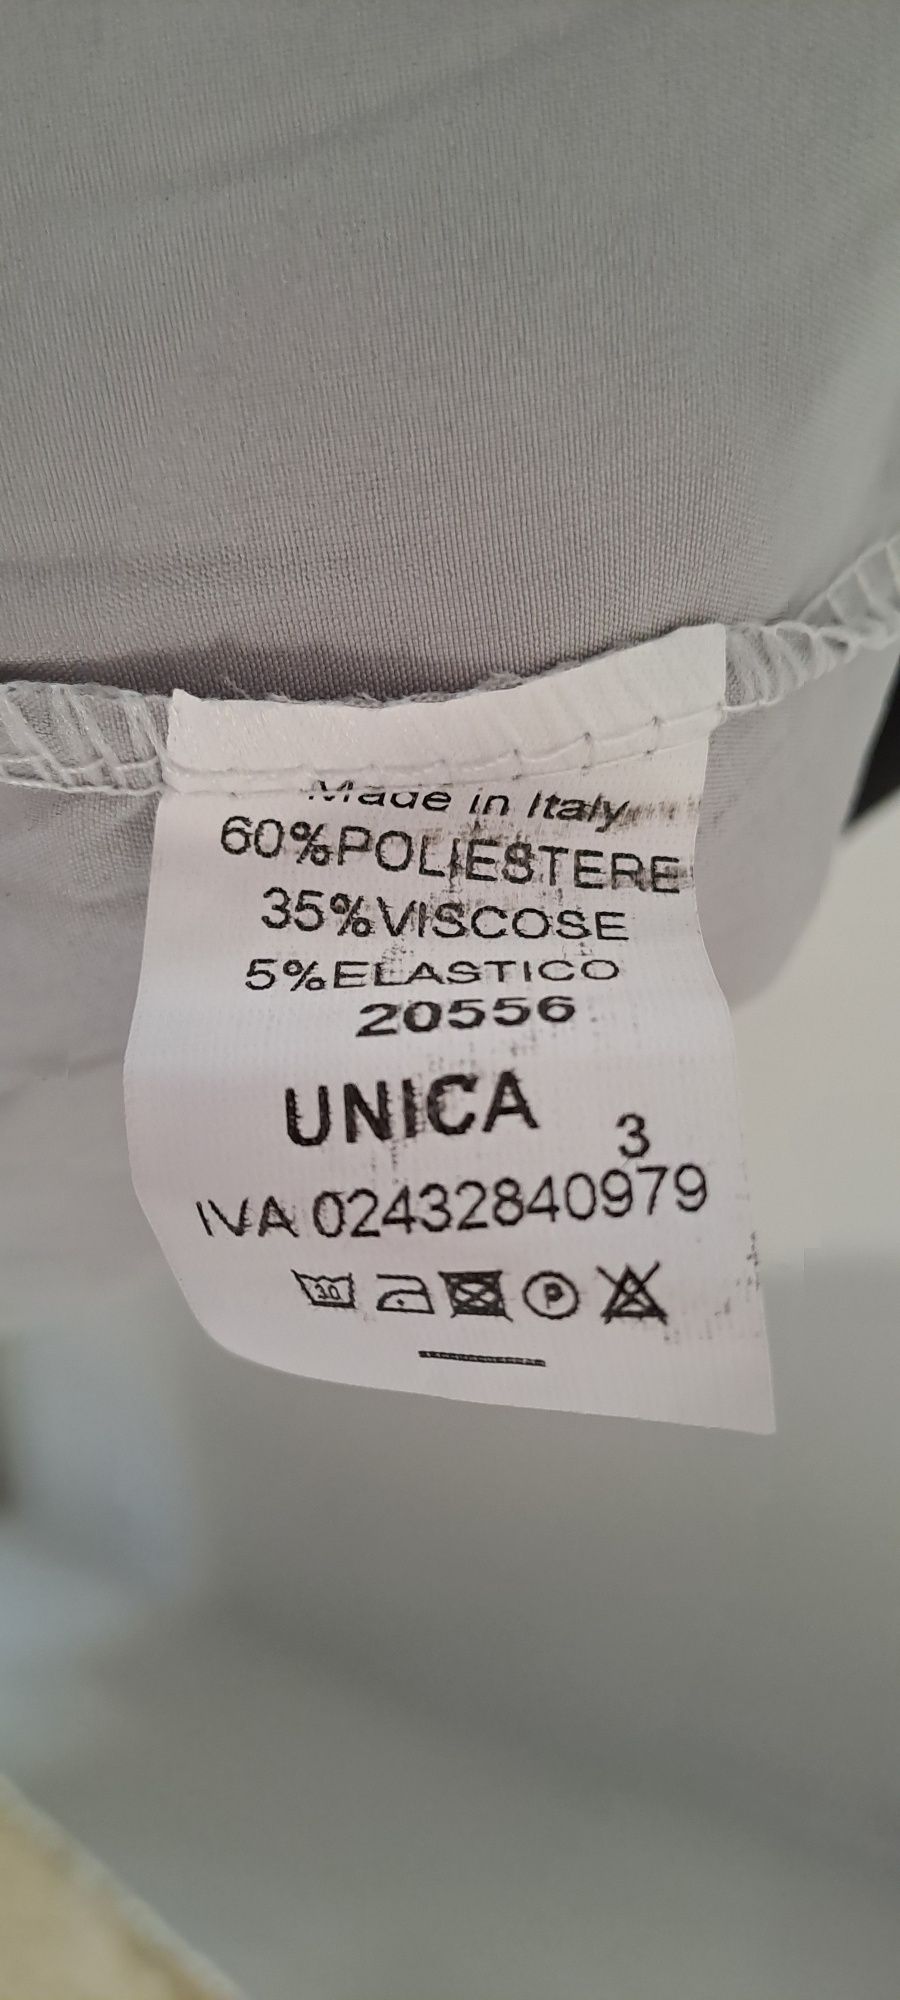 Made in Italy
60%POLIESTERE
35%VISCOSE
5%ELASTICO
20556
UNICA
3
IVA 02432840979
30
P